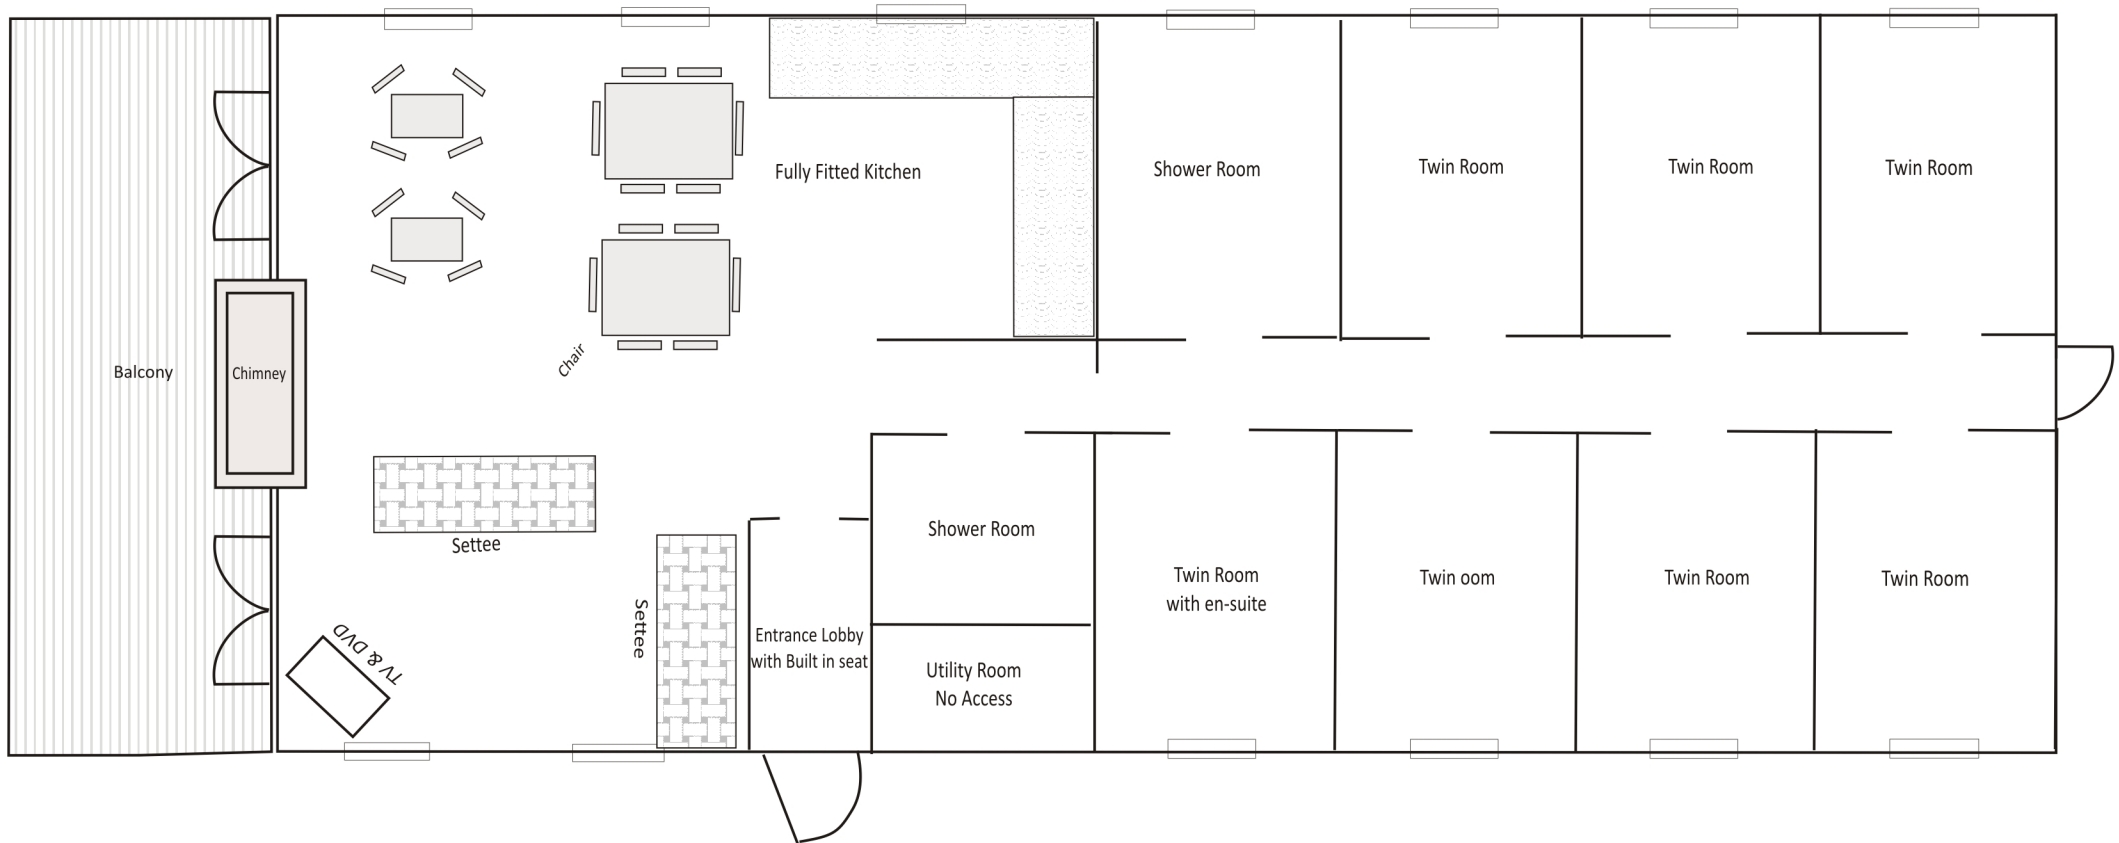 Fully Fitted Kitchen
Shower Room
Twin Room
Twin Room
Twin Room
Balcony
Chimney
Chair
Settee
Settee
TV & DVD
Entrance Lobby
with Built in seat
Shower Room
Utility Room
No Access
Twin Room
with en-suite
Twin oom
Twin Room
Twin Room